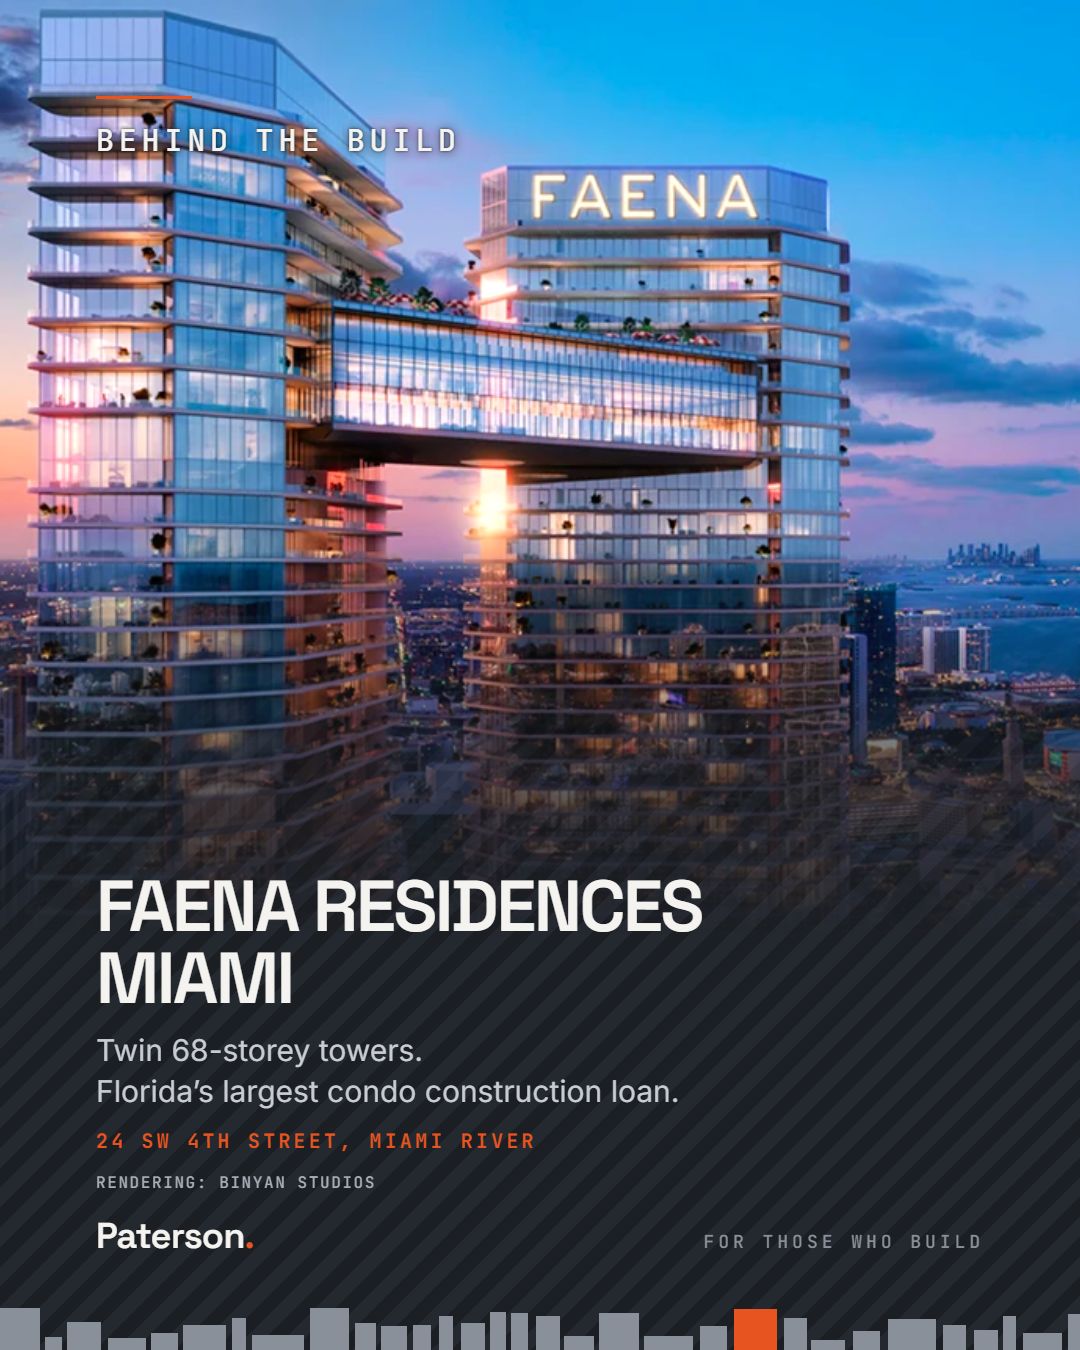 BEHIND THE BUILD
FAENA
FAENA RESIDENCES
MIAMI
Twin 68-storey towers.
Florida’s largest condo construction loan.
24 SW 4TH STREET, MIAMI RIVER
RENDERING: BINYAN STUDIOS
Paterson.
FOR THOSE WHO BUILD